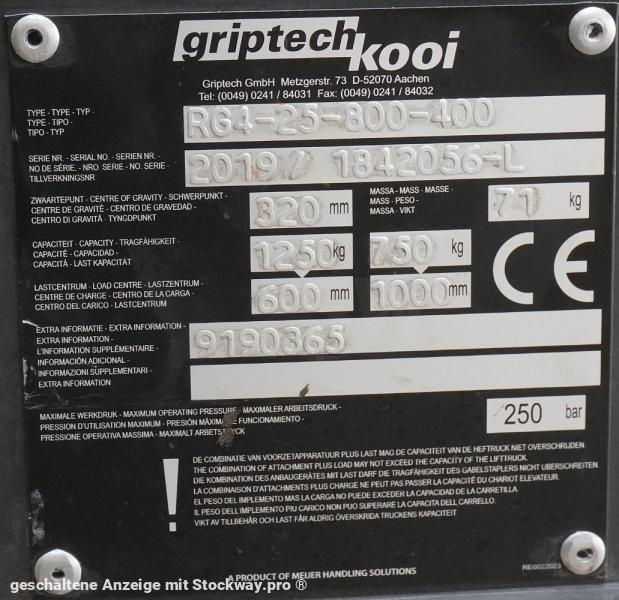 griptech kooi
Griptech GmbH Metzgerstr. 73 D-52070 Aachen
Tel: (0049) 0241 / 84031 Fax: (0049) 0241 / 84032
TYPE - TYPE - TYP -
TYPE - TIPO -
TIPO - TYP
RG4-25-800-400
SERIE NR. - SERIAL NO. - SERIEN NR. -
NO DE SÉRIE. - NRO. SERIE - NO. SERIE
TILLVERKNINGSNR
2019 / 1842056-L
ZWAARTEPUNT - CENTRE OF GRAVITY - SCHWERPUNKT -
CENTRE DE GRAVITÉ - CENTRO DE GRAVEDAD -
CENTRO DI GRAVITÀ - TYNGDPUNKT
320 mm
MASSA - MASS - MASSE -
MASS - PESO -
MASSA - VIKT
71 kg
CAPACITEIT - CAPACITY - TRAGFÄHIGKEIT -
CAPACITÉ - CAPACIDAD -
CAPACITÀ - LAST KAPACITÄT
1250 kg
750 kg
CE
LASTCENTRUM - LOAD CENTRE - LASTZENTRUM -
CENTRE DE CHARGE - CENTRO DE LA CARGA -
CENTRO DEL CARICO - LASTCENTRUM
600 mm
1000 mm
EXTRA INFORMATIE - EXTRA INFORMATION -
EXTRA INFORMATION -
L'INFORMATION SUPPLÉMENTAIRE -
INFORMACIÓN ADICIONAL -
INFORMAZIONI SUPPLEMENTARI -
EXTRA INFORMATION
9190365
MAXIMALE WERKDRUK - MAXIMUM OPERATING PRESSURE - MAXIMALER ARBEITSDRUCK -
PRESSION D'UTILISATION MAXIMUM - PRESIÓN MÁXIMA DE FUNCIONAMIENTO -
PRESSIONE OPERATIVA MASSIMA - MAXIMALT ARBETSTRYCK
250 bar
!
DE COMBINATIE VAN VOORZETAPPARATUUR PLUS LAST MAG DE CAPACITEIT VAN DE HEFTRUCK NIET OVERSCHRIJDEN.
THE COMBINATION OF ATTACHMENT PLUS LOAD MAY NOT EXCEED THE CAPACITY OF THE LIFTTRUCK.
DIE KOMBINATION DES ANBAUGERÄTES MIT LAST DARF DIE TRAGFÄHIGKEIT DES GABELSTAPLERS NICHT UBERSCHREITEN.
LA COMBINAISON D'ATTACHMENTS PLUS CHARGE NE PEUT PAS PASSER LA CAPACITÉ DU CHARIOT ELEVATEUR.
EL PESO DEL IMPLEMENTO MAS LA CARGA NO PUEDE EXCEDER LA CAPACIDAD DE LA CARRETILLA.
IL PESO DELL IMPLEMENTO PIU CARICO NON PUO SUPERARE LA CAPACITA DELL CARRELLO.
VIKT AV TILLBEHÖR OCH LAST FÅR ALDRIG ÖVERSKRIDA TRUCKENS KAPACITET
A PRODUCT OF MEIJER HANDLING SOLUTIONS
RE0022023
geschaltene Anzeige mit Stockway.pro ®